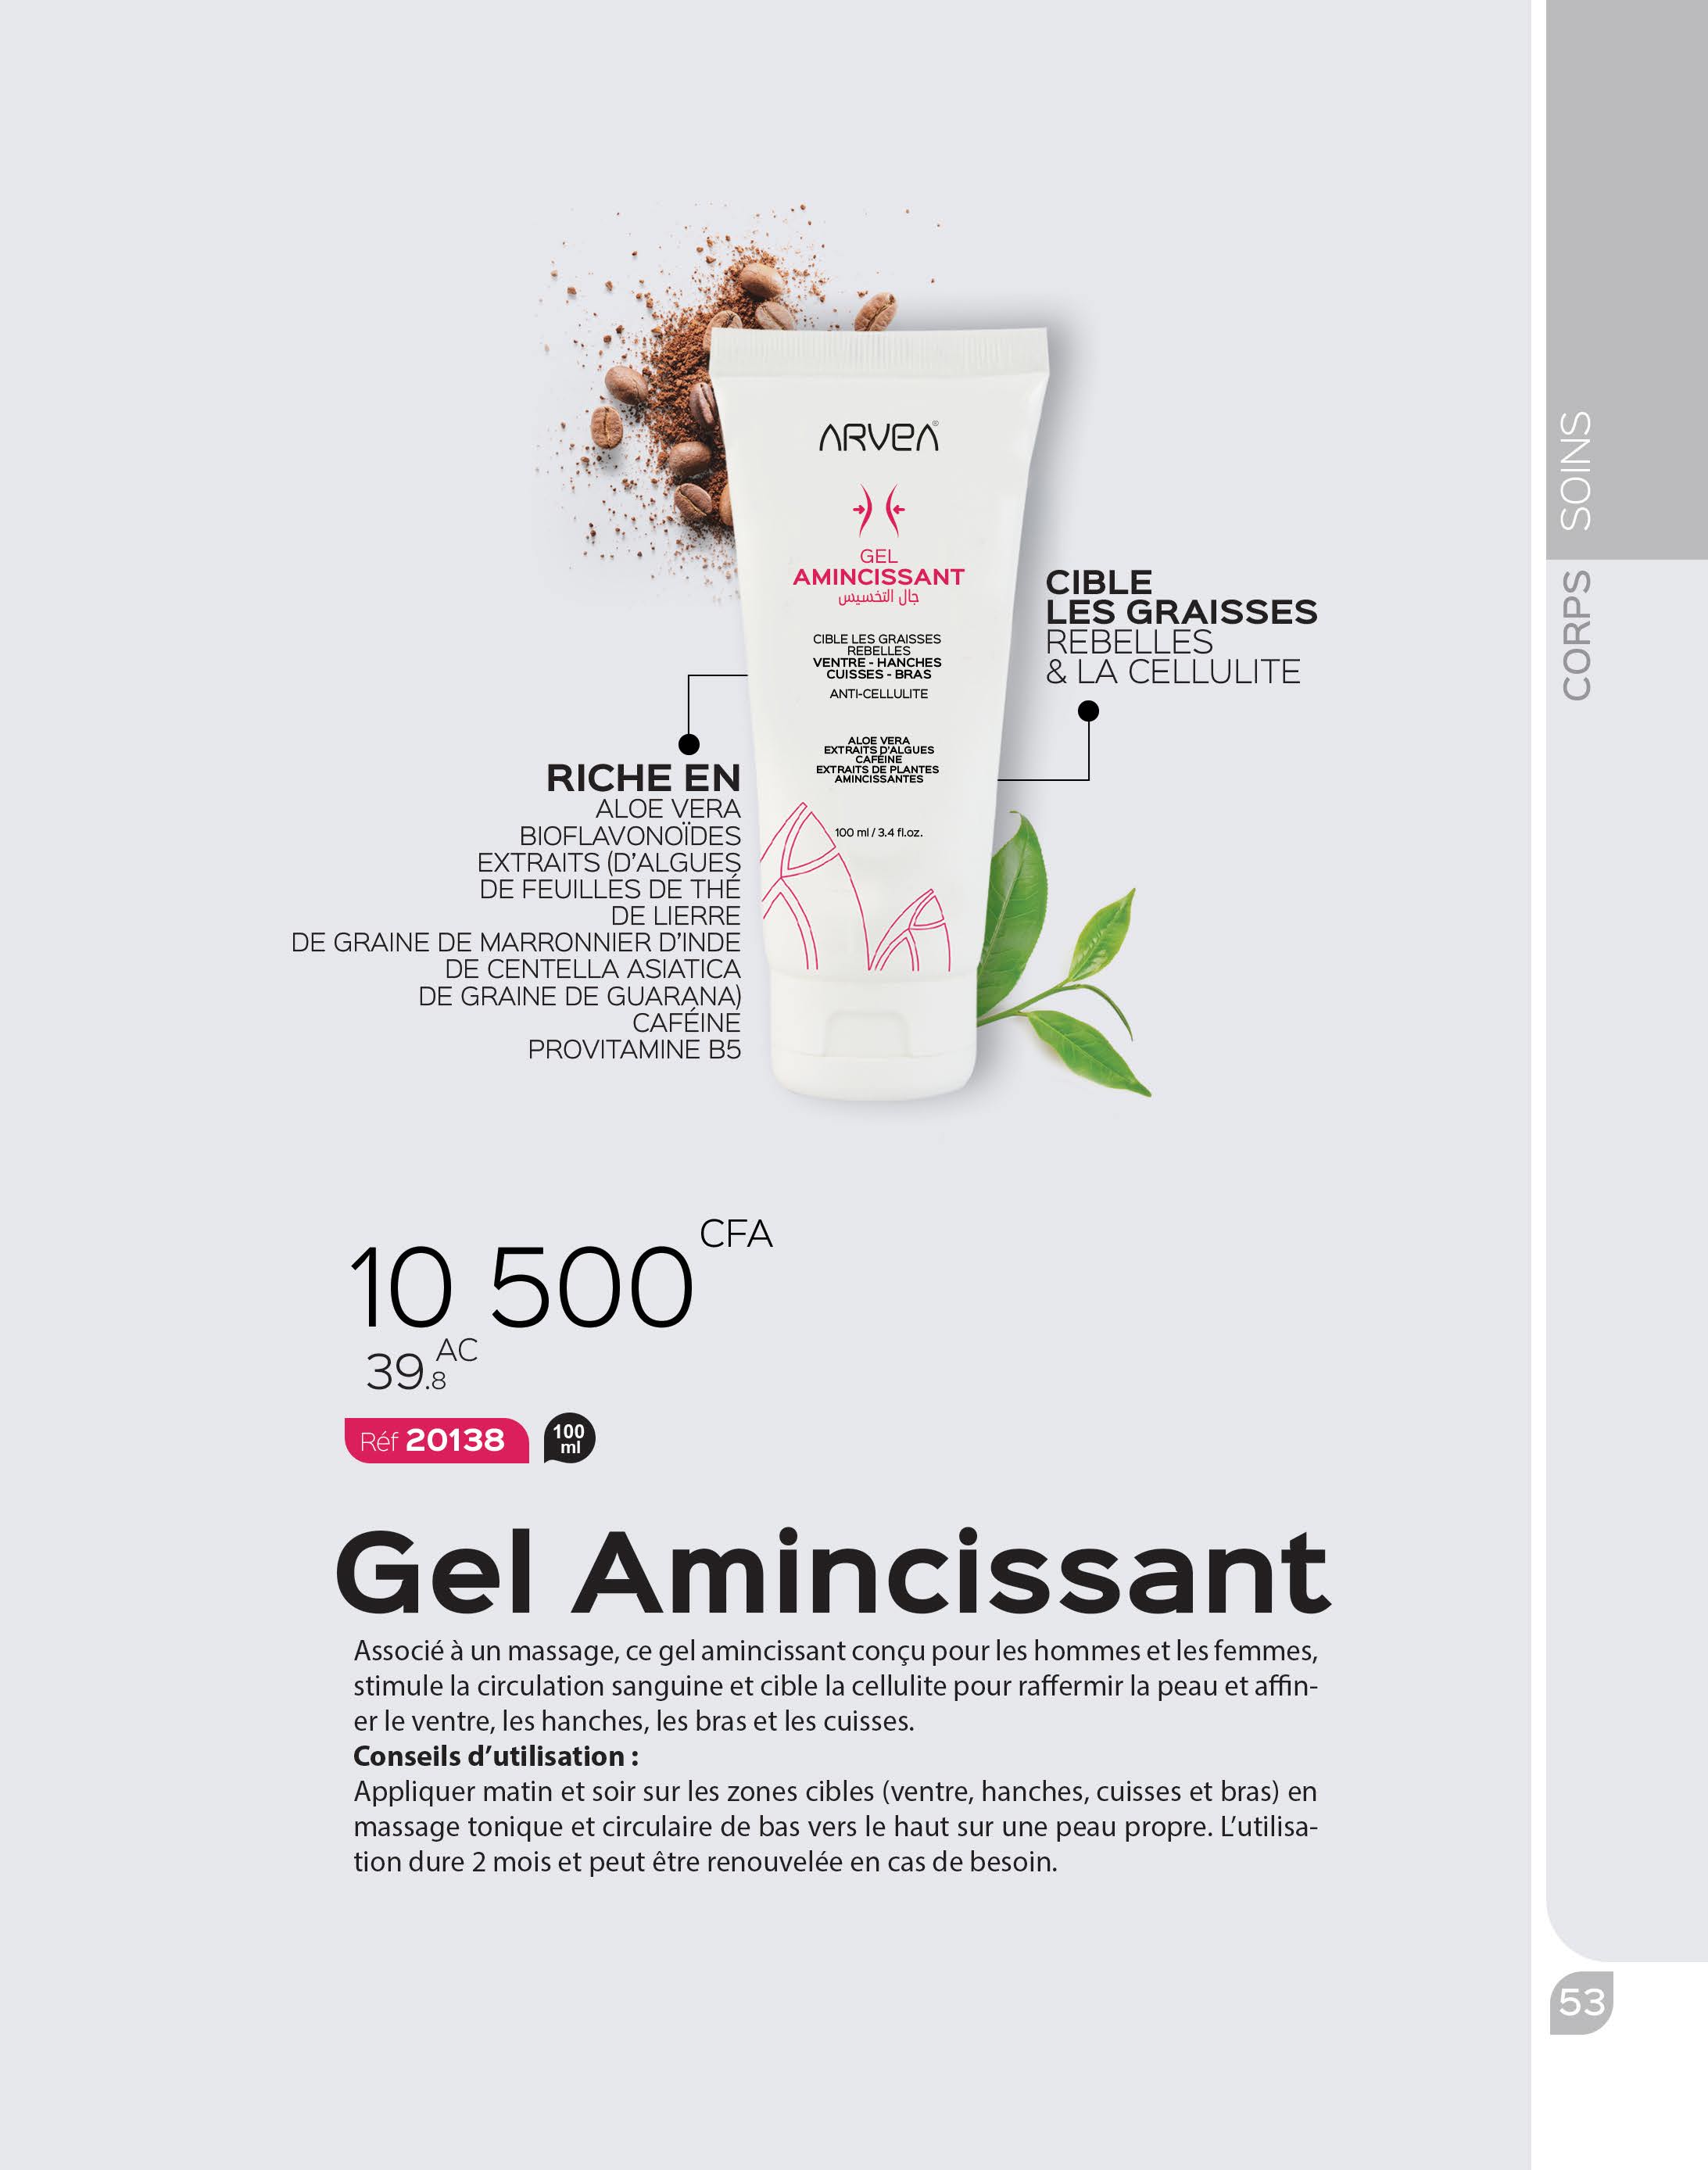 SOINS
CORPS
ARVEA®
GEL
AMINCISSANT
جال التخسيس
CIBLE LES GRAISSES
REBELLES
VENTRE - HANCHES
CUISSES - BRAS
ANTI-CELLULITE
ALOE VERA
EXTRAITS D'ALGUES
CAFÉINE
EXTRAITS DE PLANTES
AMINCISSANTES
100 ml / 3.4 fl.oz.
CIBLE
LES GRAISSES
REBELLES
& LA CELLULITE
RICHE EN
ALOE VERA
BIOFLAVONOÏDES
EXTRAITS (D'ALGUES
DE FEUILLES DE THÉ
DE LIERRE
DE GRAINE DE MARRONNIER D'INDE
DE CENTELLA ASIATICA
DE GRAINE DE GUARANA)
CAFÉINE
PROVITAMINE B5
10 500 CFA
39.8 AC
Réf 20138
100
ml
Gel Amincissant
Associé à un massage, ce gel amincissant conçu pour les hommes et les femmes,
stimule la circulation sanguine et cible la cellulite pour raffermir la peau et affin-
er le ventre, les hanches, les bras et les cuisses.
Conseils d'utilisation :
Appliquer matin et soir sur les zones cibles (ventre, hanches, cuisses et bras) en
massage tonique et circulaire de bas vers le haut sur une peau propre. L'utilisa-
tion dure 2 mois et peut être renouvelée en cas de besoin.
53